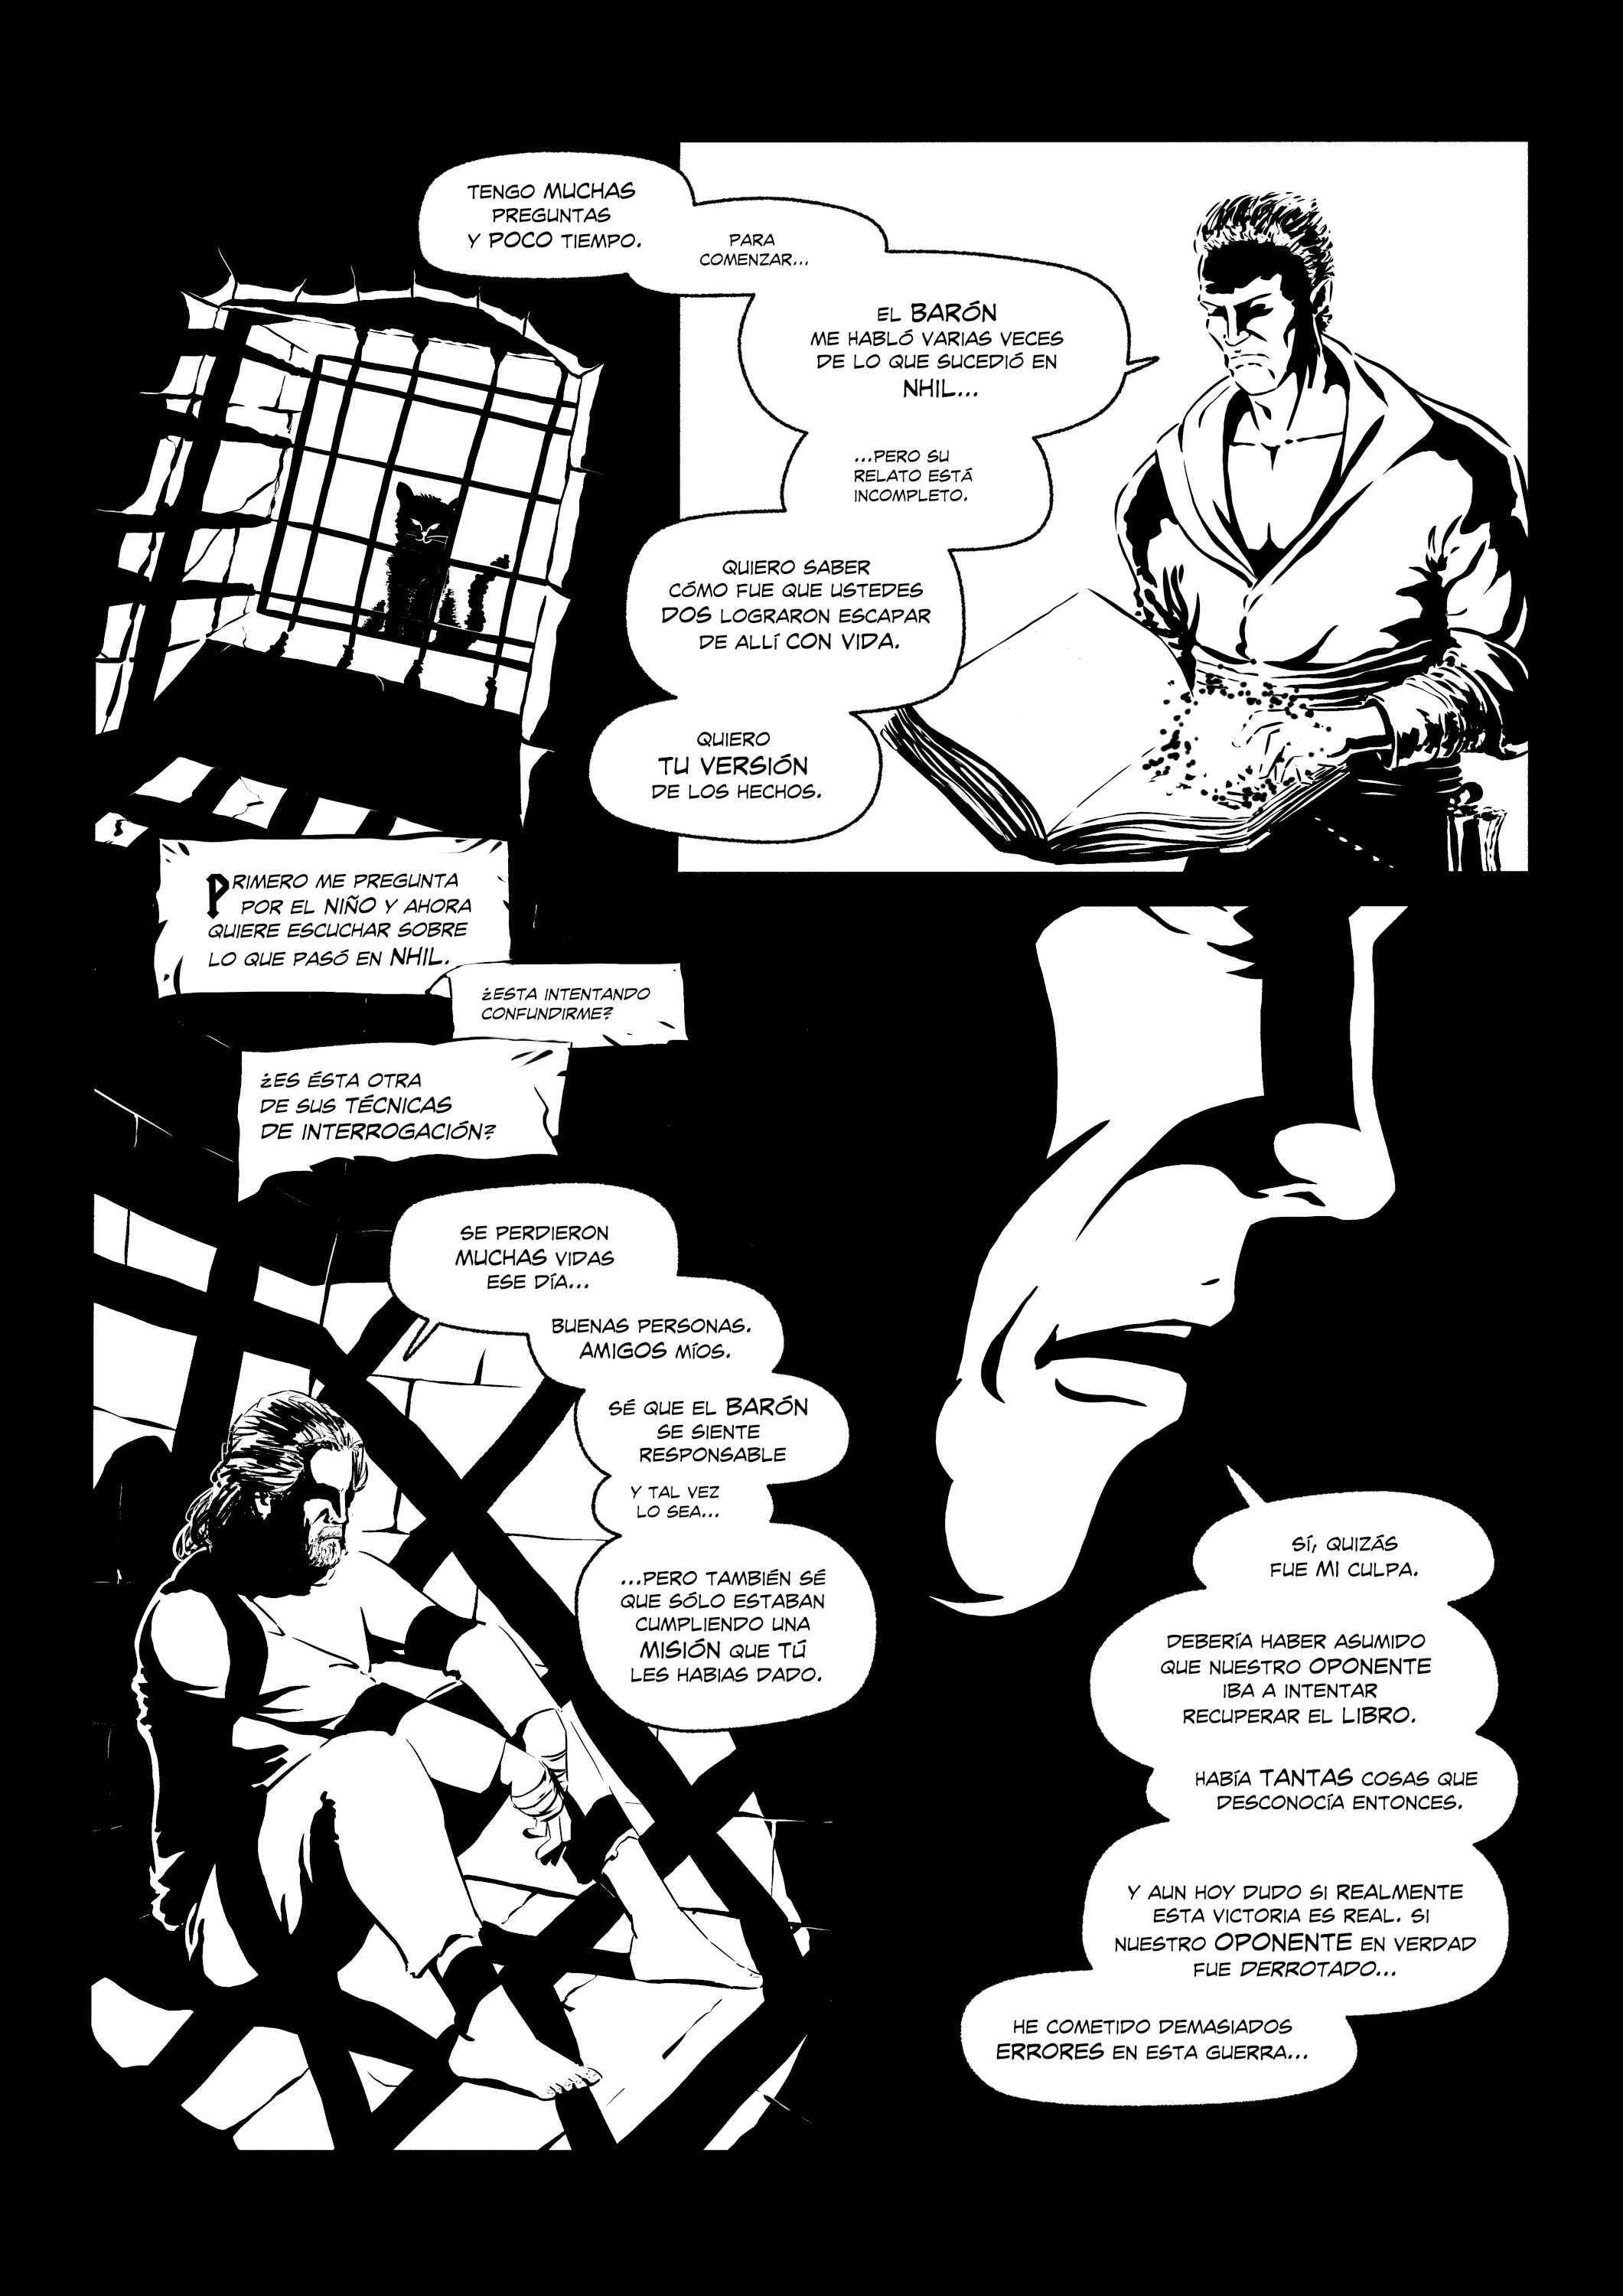 TENGO MUCHAS
PREGUNTAS
Y POCO TIEMPO.
PARA
COMENZAR...
EL BARÓN
ME HABLÓ VARIAS VECES
DE LO QUE SUCEDIÓ EN
NHIL...
...PERO SU
RELATO ESTÁ
INCOMPLETO.
QUIERO SABER
CÓMO FUE QUE USTEDES
DOS LOGRARON ESCAPAR
DE ALLÍ CON VIDA.
QUIERO
TU VERSIÓN
DE LOS HECHOS.
PRIMERO ME PREGUNTA
POR EL NIÑO Y AHORA
QUIERE ESCUCHAR SOBRE
LO QUE PASÓ EN NHIL.
¿ESTA INTENTANDO
CONFUNDIRME?
¿ES ÉSTA OTRA
DE SUS TÉCNICAS
DE INTERROGACIÓN?
SE PERDIERON
MUCHAS VIDAS
ESE DÍA...
BUENAS PERSONAS.
AMIGOS MÍOS.
SÉ QUE EL BARÓN
SE SIENTE
RESPONSABLE
Y TAL VEZ
LO SEA...
...PERO TAMBIÉN SÉ
QUE SÓLO ESTABAN
CUMPLIENDO UNA
MISIÓN QUE TÚ
LES HABIAS DADO.
SÍ, QUIZÁS
FUE MI CULPA.
DEBERÍA HABER ASUMIDO
QUE NUESTRO OPONENTE
IBA A INTENTAR
RECUPERAR EL LIBRO.
HABÍA TANTAS COSAS QUE
DESCONOCÍA ENTONCES.
Y AUN HOY DUDO SI REALMENTE
ESTA VICTORIA ES REAL. SI
NUESTRO OPONENTE EN VERDAD
FUE DERROTADO...
HE COMETIDO DEMASIADOS
ERRORES EN ESTA GUERRA...